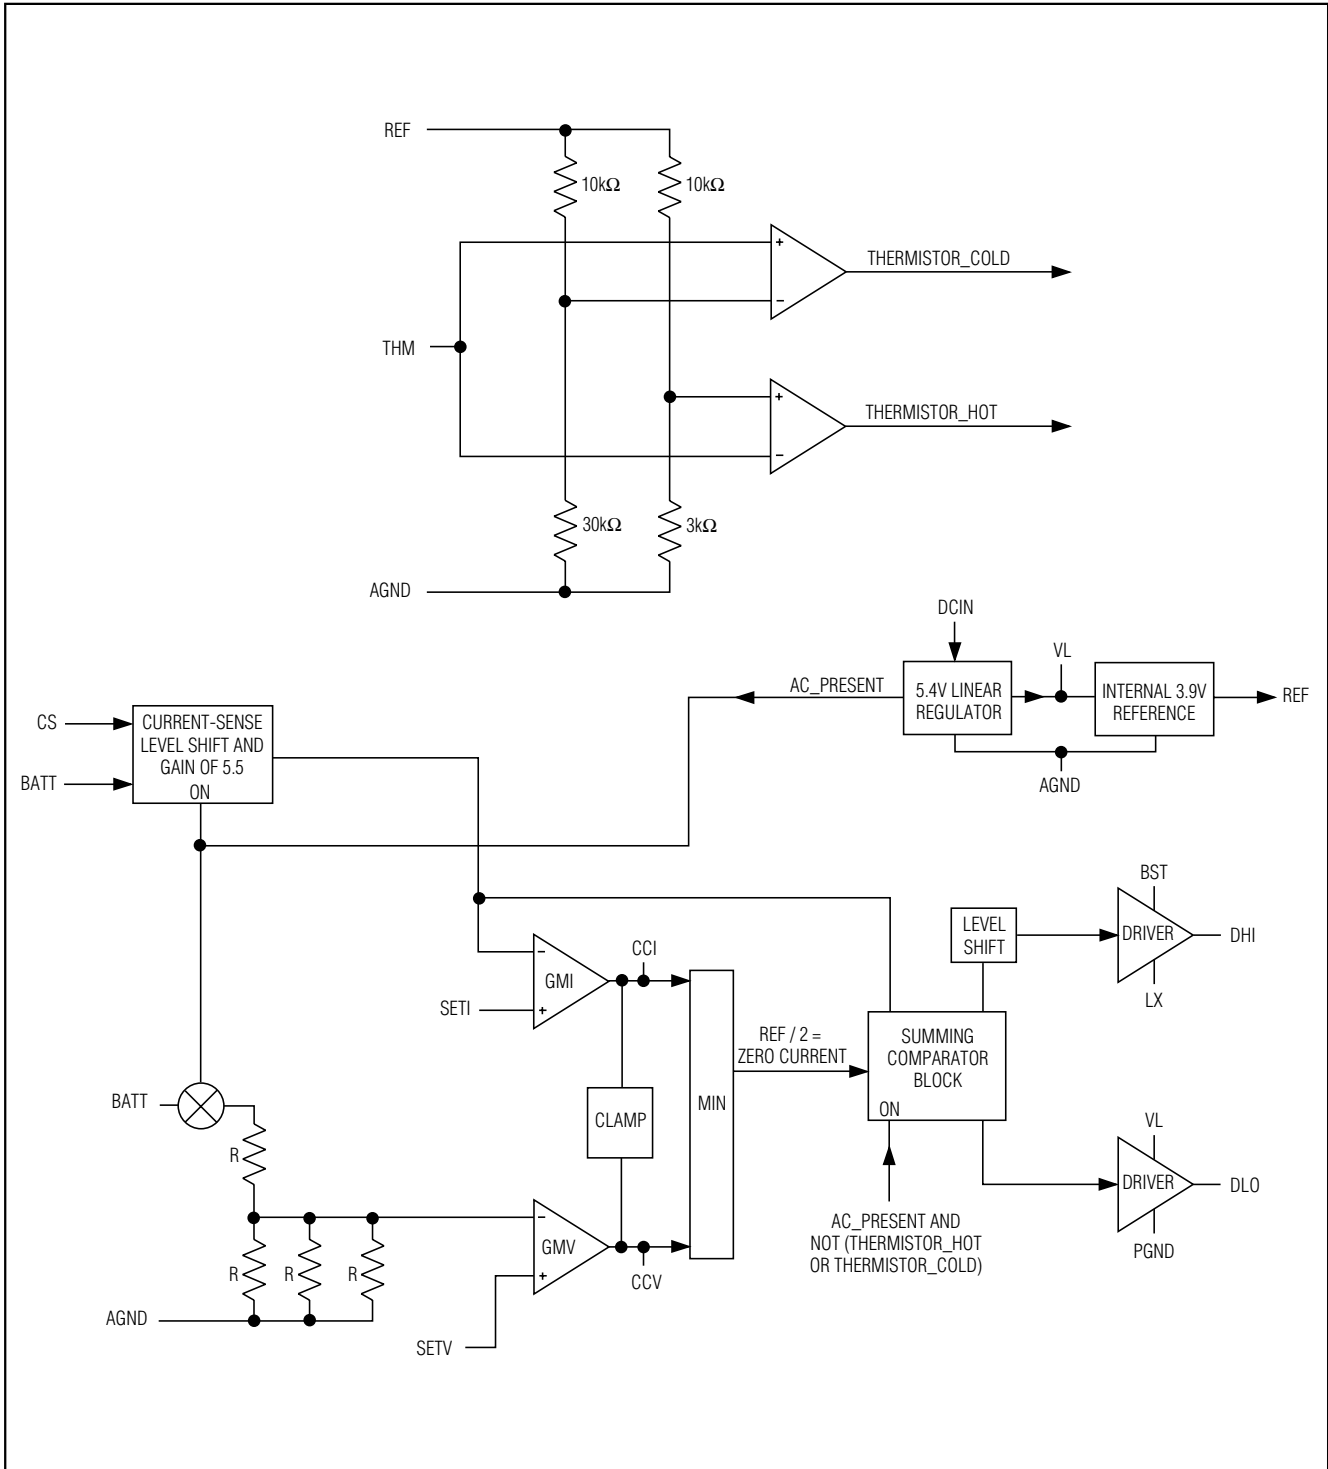 REF
10kΩ
10kΩ
+
THERMISTOR_COLD
−
THM
+
THERMISTOR_HOT
−
30kΩ
3kΩ
AGND
DCIN
VL
AC_PRESENT
5.4V LINEAR
REGULATOR
INTERNAL 3.9V
REFERENCE
REF
AGND
CS
CURRENT-SENSE
LEVEL SHIFT AND
GAIN OF 5.5
BATT
ON
BST
LEVEL
SHIFT
DRIVER
DHI
LX
CCI
−
GMI
SETI
+
REF / 2 =
ZERO CURRENT
SUMMING
COMPARATOR
BLOCK
ON
BATT
CLAMP
MIN
R
VL
DRIVER
DLO
PGND
AC_PRESENT AND
NOT (THERMISTOR_HOT
OR THERMISTOR_COLD)
−
GMV
+
CCV
R
R
R
AGND
SETV